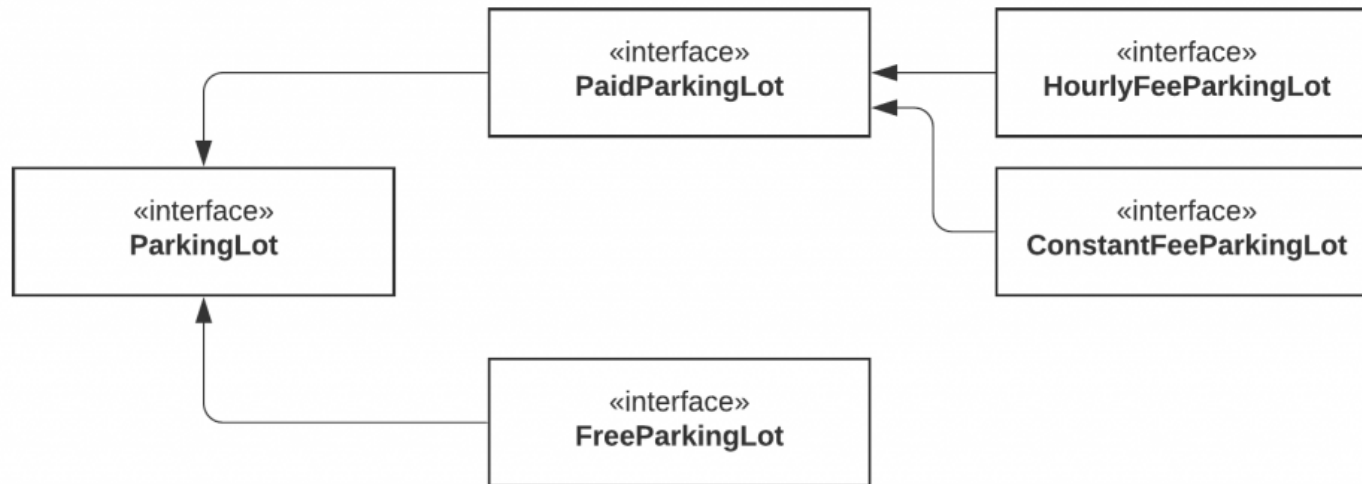 «interface»
PaidParkingLot
«interface»
HourlyFeeParkingLot
«interface»
ParkingLot
«interface»
ConstantFeeParkingLot
«interface»
FreeParkingLot